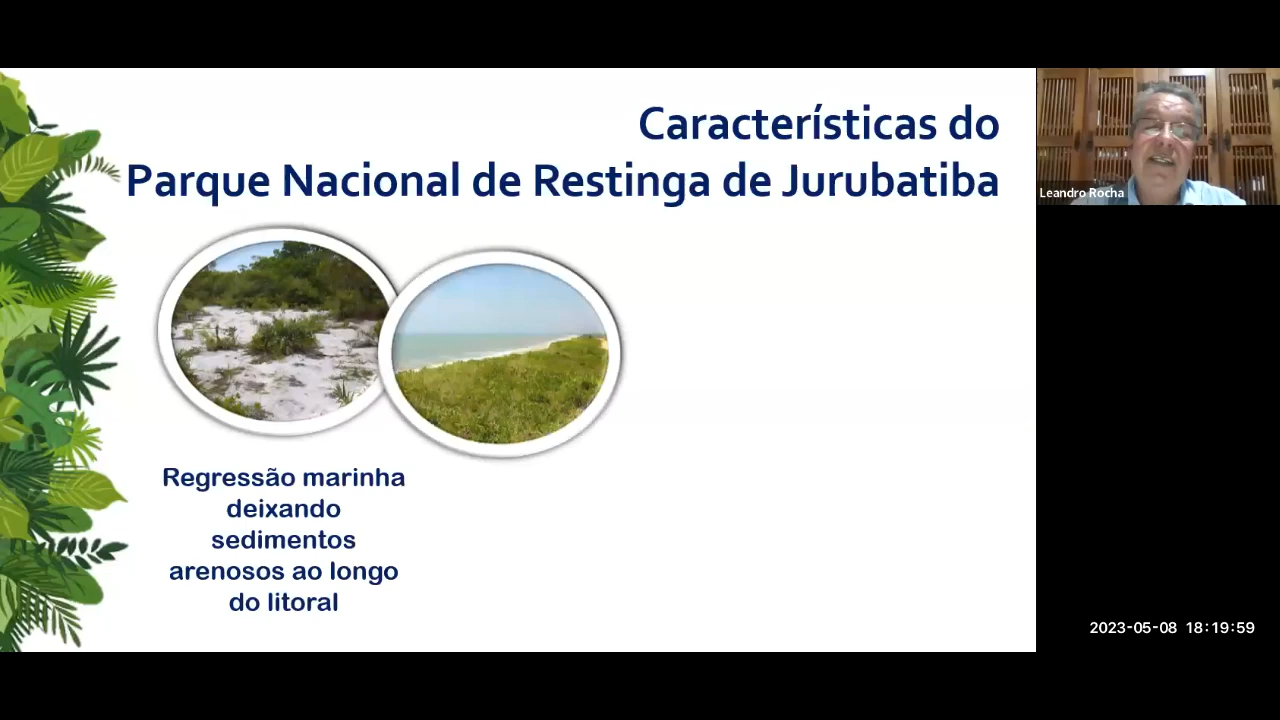 Características do
Parque Nacional de Restinga de Jurubatiba
Leandro Rocha
Regressão marinha
deixando
sedimentos
arenosos ao longo
do litoral
2023-05-08 18:19:59